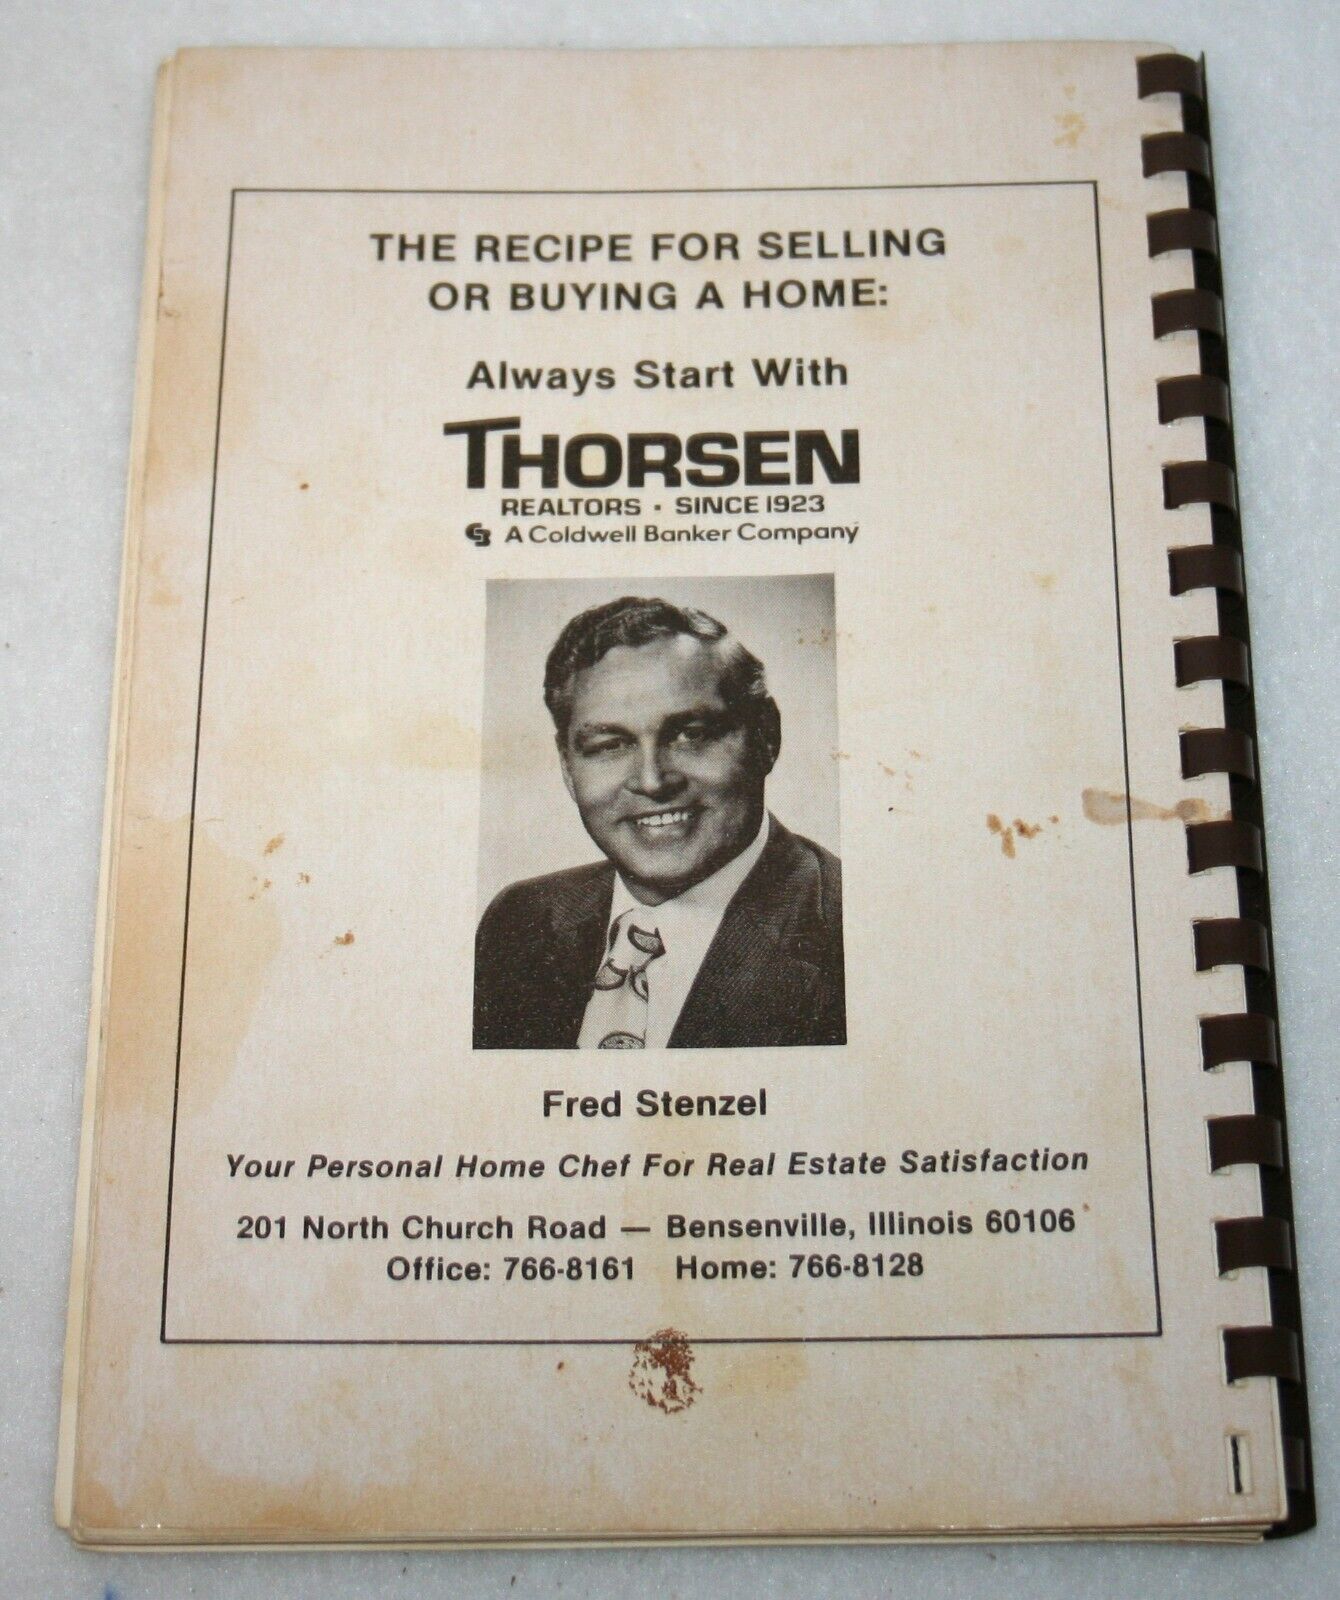 THE RECIPE FOR SELLING
OR BUYING A HOME:
Always Start With
THORSEN
REALTORS · SINCE 1923
CB A Coldwell Banker Company
Fred Stenzel
Your Personal Home Chef For Real Estate Satisfaction
201 North Church Road — Bensenville, Illinois 60106
Office: 766-8161 Home: 766-8128